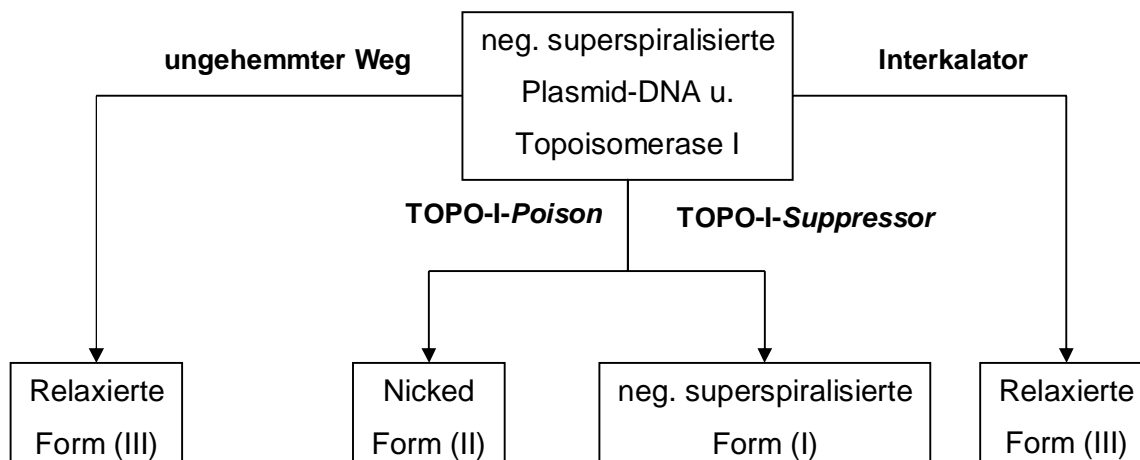 neg. superspiralisierte
Plasmid-DNA u.
Topoisomerase I
ungehemmter Weg
Interkalator
TOPO-I-Poison
TOPO-I-Suppressor
Relaxierte
Form (III)
Nicked
Form (II)
neg. superspiralisierte
Form (I)
Relaxierte
Form (III)